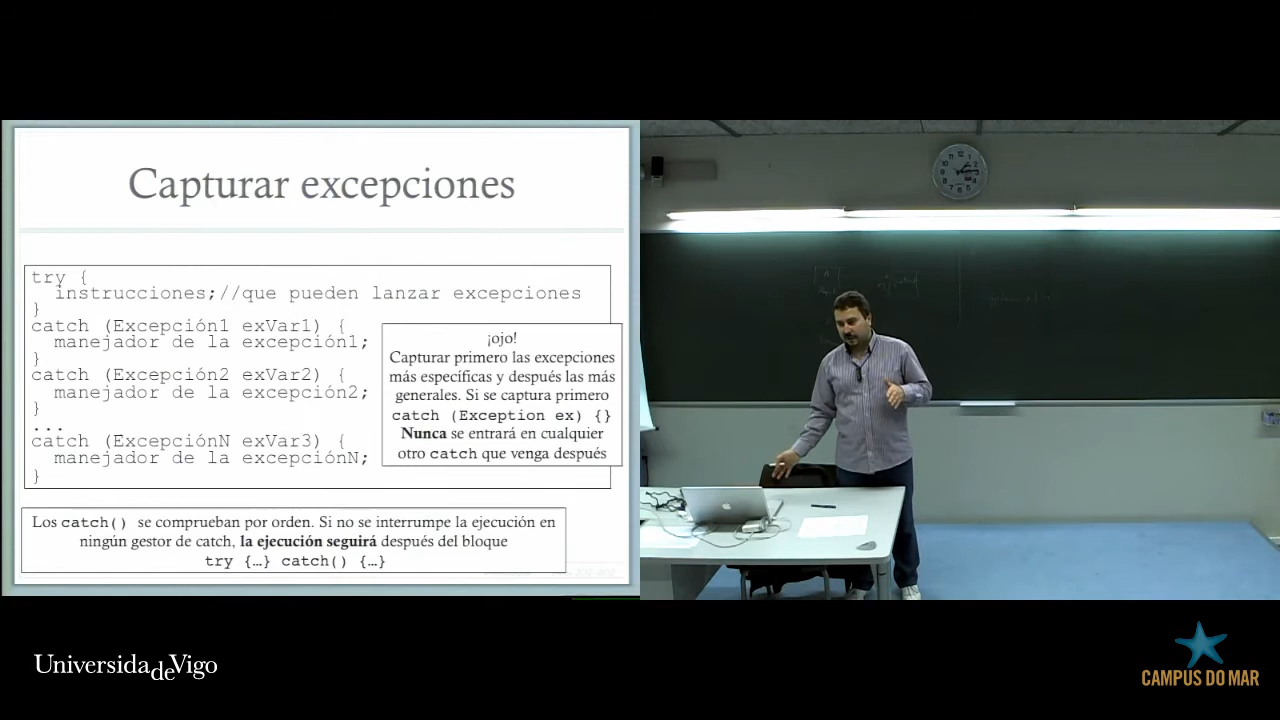 Capturar excepciones
try {
instrucciones;//que pueden lanzar excepciones
}
catch (Excepción1 exVar1) {
manejador de la excepción1;
}
catch (Excepción2 exVar2) {
manejador de la excepción2;
}
...
catch (ExcepciónN exVar3) {
manejador de la excepciónN;
}
¡ojo!
Capturar primero las excepciones
más específicas y después las más
generales. Si se captura primero
catch (Exception ex) {}
Nunca se entrará en cualquier
otro catch que venga después
Los catch() se comprueban por orden. Si no se interrumpe la ejecución en
ningún gestor de catch, la ejecución seguirá después del bloque
try {…} catch() {…}
UniversidadeVigo
CAMPUS DO MAR